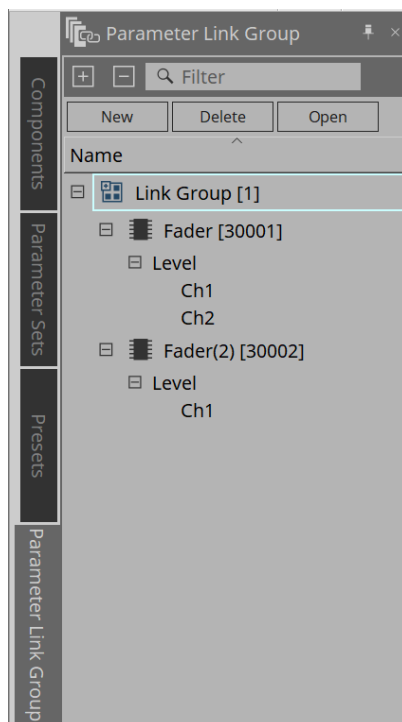 Parameter Link Group
Filter
New
Delete
Open
Name
Link Group [1]
Fader [30001]
Level
Ch1
Ch2
Fader(2) [30002]
Level
Ch1
Components
Parameter Sets
Presets
Parameter Link Group